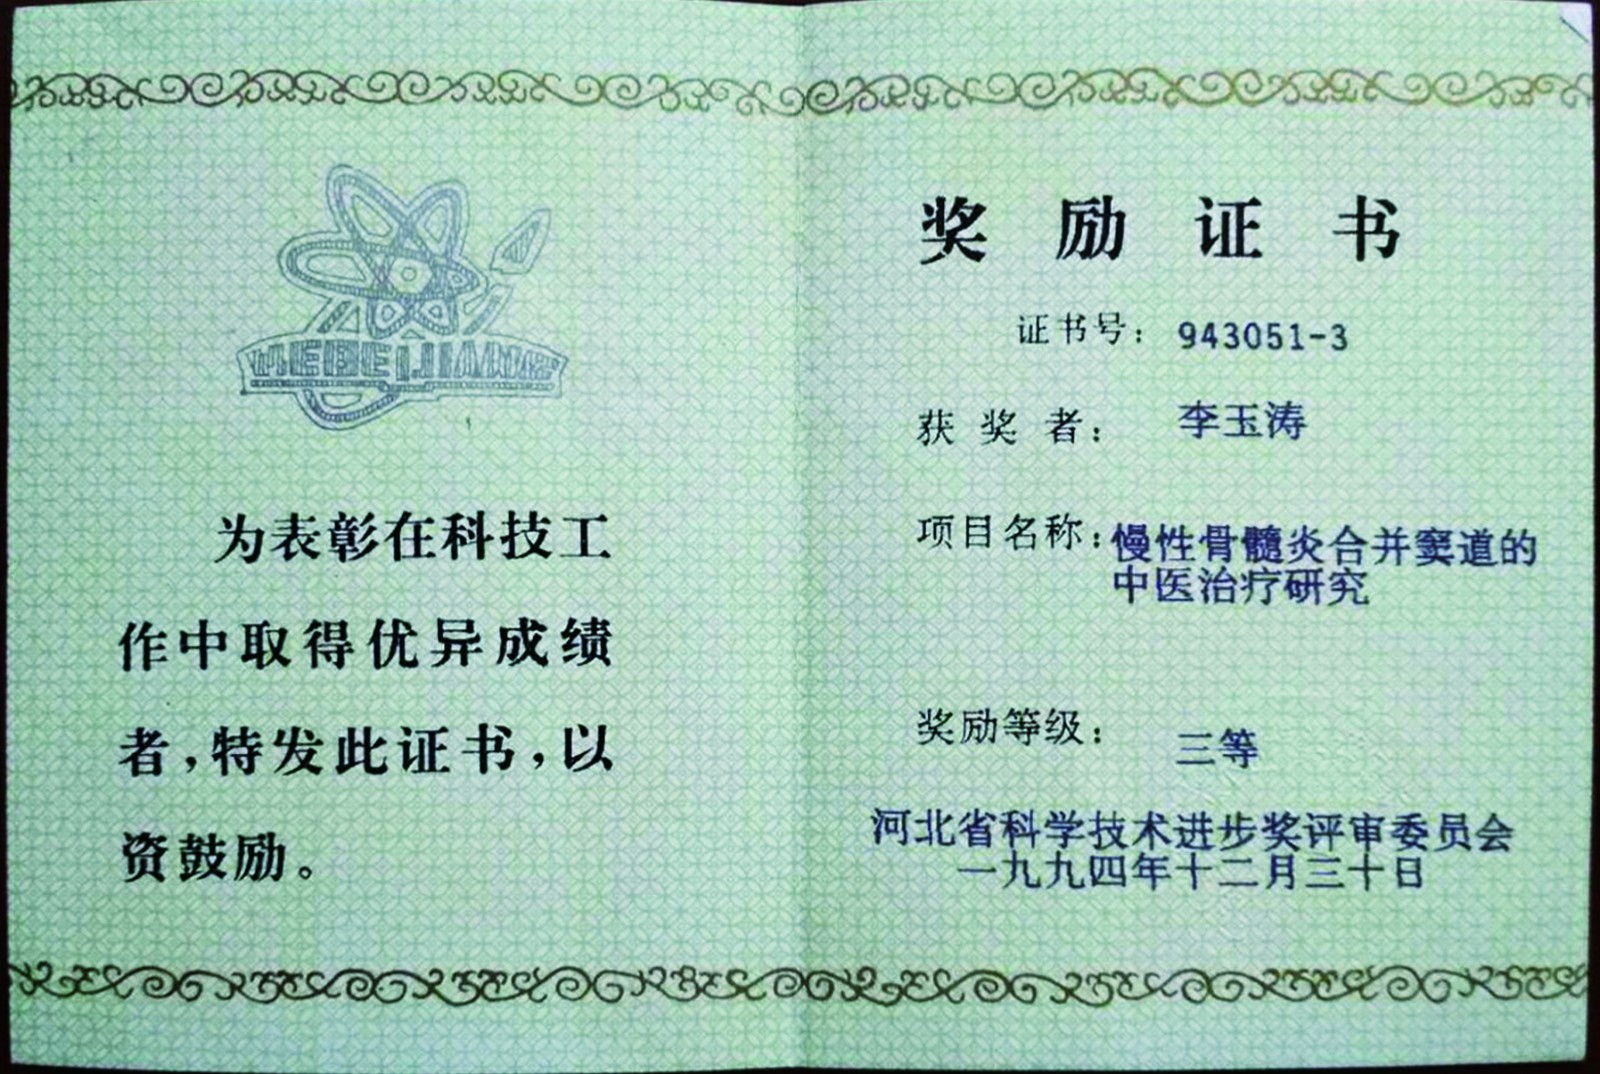 为表彰在科技工
作中取得优异成绩
者，特发此证书，以
资鼓励。
奖励证书
证书号：943051-3
获奖者：李玉涛
项目名称：慢性骨髓炎合并窦道的
中医治疗研究
奖励等级：三等
河北省科学技术进步奖评审委员会
一九九四年十二月三十日